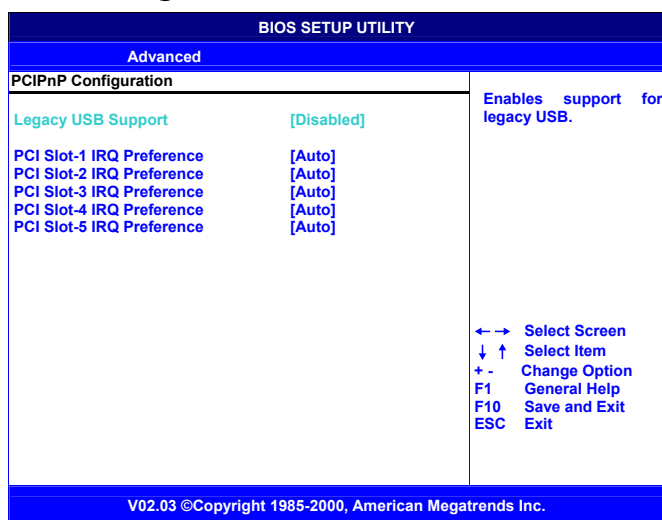 BIOS SETUP UTILITY
Advanced
PCIPnP Configuration
Legacy USB Support [Disabled]
PCI Slot-1 IRQ Preference [Auto]
PCI Slot-2 IRQ Preference [Auto]
PCI Slot-3 IRQ Preference [Auto]
PCI Slot-4 IRQ Preference [Auto]
PCI Slot-5 IRQ Preference [Auto]
Enables support for
legacy USB.
←→ Select Screen
↓ ↑ Select Item
+ - Change Option
F1 General Help
F10 Save and Exit
ESC Exit
V02.03 ©Copyright 1985-2000, American Megatrends Inc.